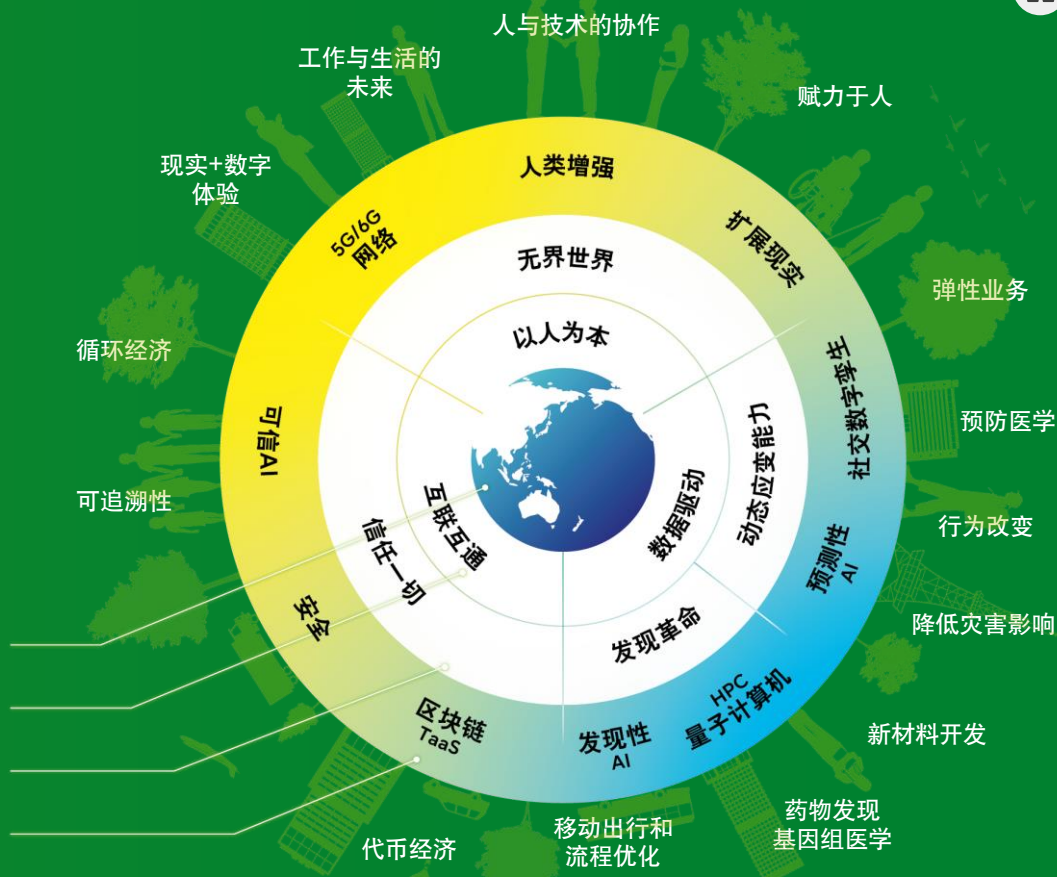 人与技术的协作
工作与生活的
未来
赋力于人
现实+数字
体验
人类增强
5G/6G
网络
扩展现实
无界世界
弹性业务
以人为本
循环经济
社交数字孪生
可信AI
动态应变能力
预防医学
可追溯性
互联互通
数据驱动
行为改变
信任一切
预测性
AI
安全
发现革命
降低灾害影响
HPC
量子计算机
区块链
TaaS
发现性
AI
新材料开发
药物发现
基因组医学
移动出行和
流程优化
代币经济